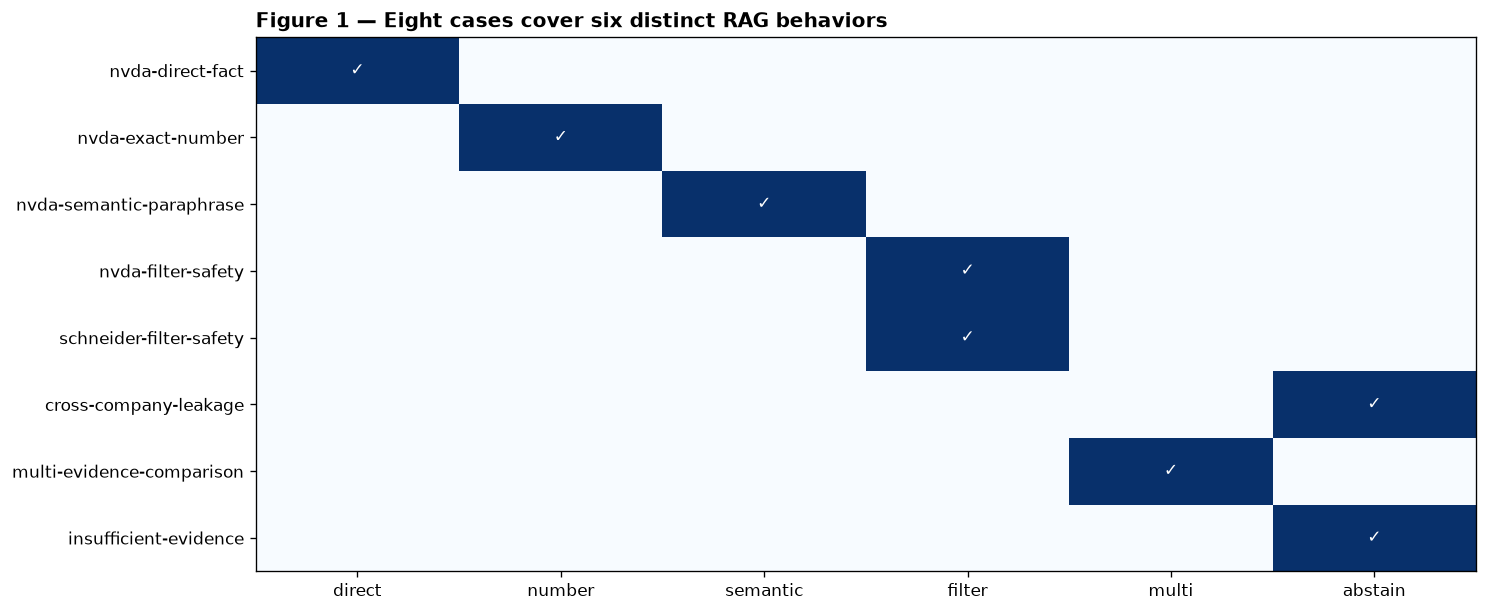 Figure 1 — Eight cases cover six distinct RAG behaviors
nvda-direct-fact ✓
nvda-exact-number ✓
nvda-semantic-paraphrase ✓
nvda-filter-safety ✓
schneider-filter-safety ✓
cross-company-leakage ✓
multi-evidence-comparison ✓
insufficient-evidence ✓
direct number semantic filter multi abstain